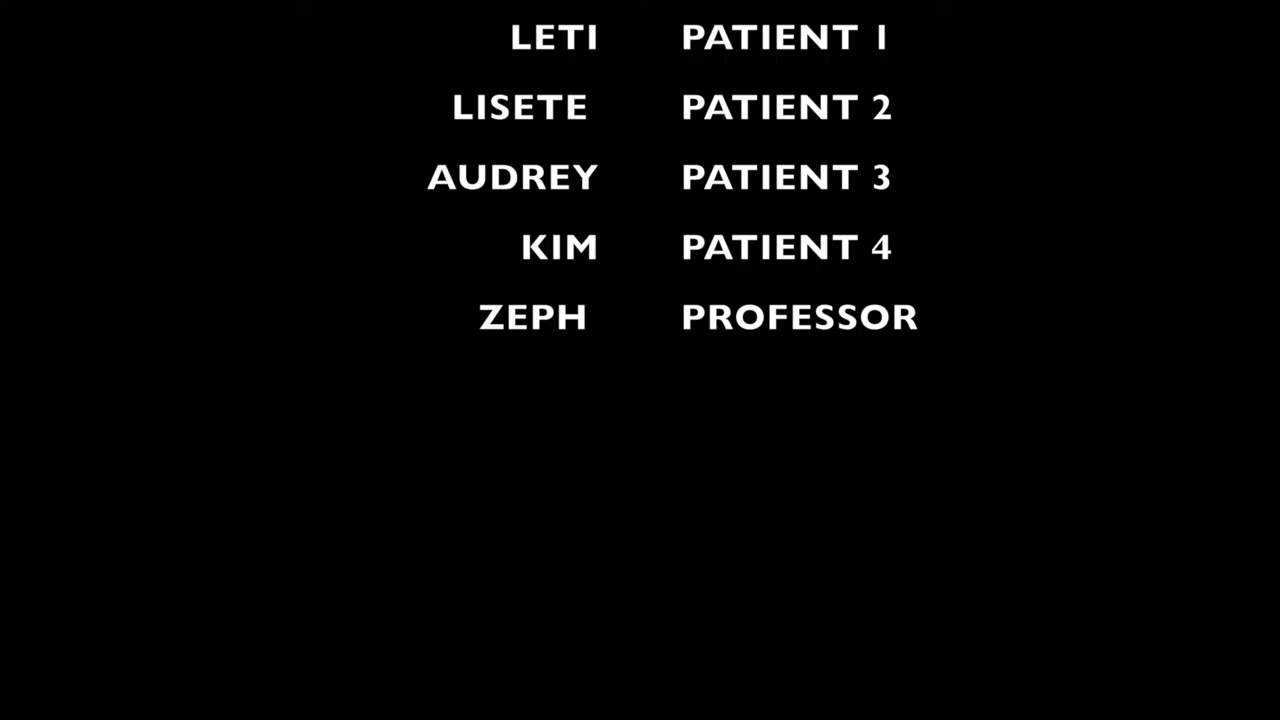 LETI PATIENT 1
LISETE PATIENT 2
AUDREY PATIENT 3
KIM PATIENT 4
ZEPH PROFESSOR